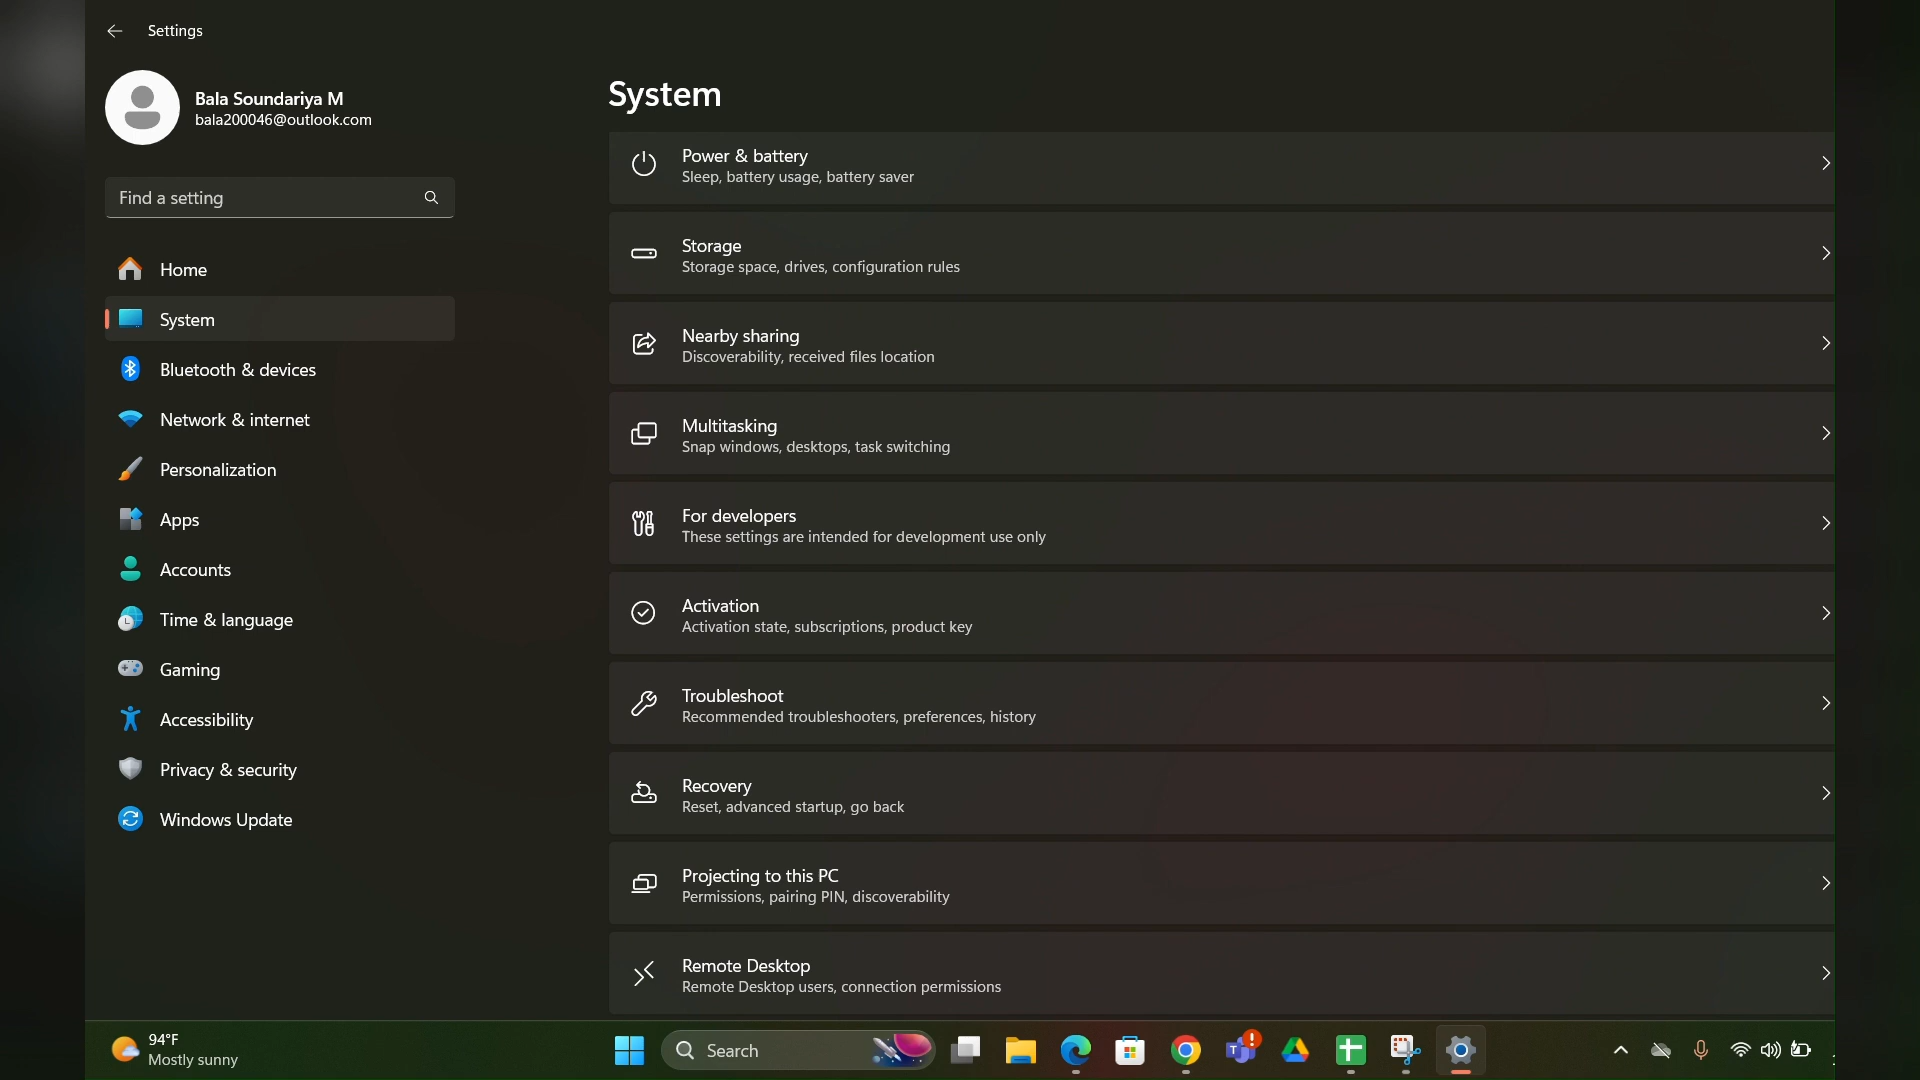 Settings
Bala Soundariya M
bala200046@outlook.com
Find a setting
Home
System
Bluetooth & devices
Network & internet
Personalization
Apps
Accounts
Time & language
Gaming
Accessibility
Privacy & security
Windows Update
System
Power & battery
Sleep, battery usage, battery saver
Storage
Storage space, drives, configuration rules
Nearby sharing
Discoverability, received files location
Multitasking
Snap windows, desktops, task switching
For developers
These settings are intended for development use only
Activation
Activation state, subscriptions, product key
Troubleshoot
Recommended troubleshooters, preferences, history
Recovery
Reset, advanced startup, go back
Projecting to this PC
Permissions, pairing PIN, discoverability
Remote Desktop
Remote Desktop users, connection permissions
94°F
Mostly sunny
Search